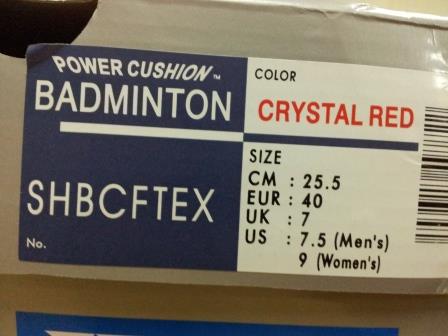 POWER CUSHION™
BADMINTON
SHBCFTEX
No.
COLOR
CRYSTAL RED
SIZE
CM : 25.5
EUR : 40
UK : 7
US : 7.5 (Men's)
9 (Women's)